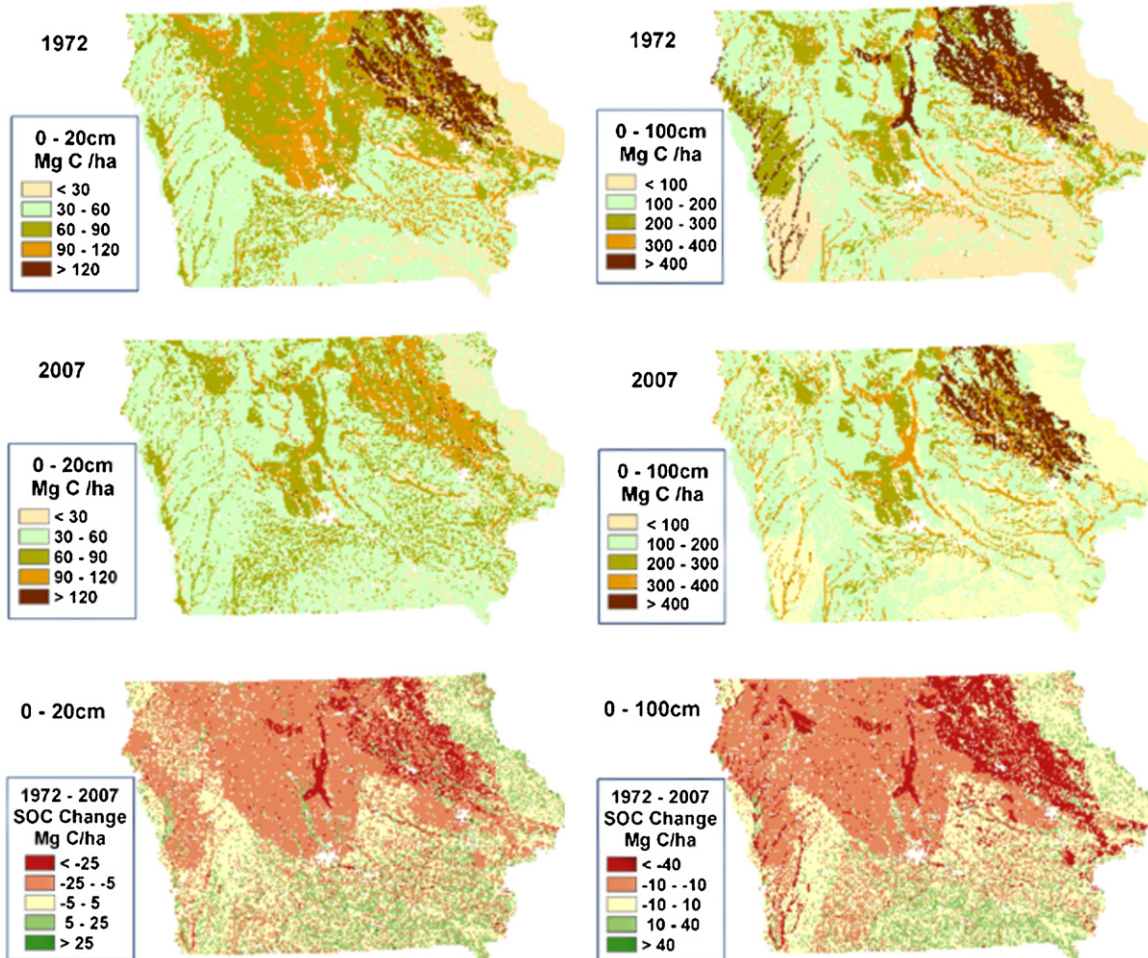 1972
0 - 20cm
Mg C /ha
< 30
30 - 60
60 - 90
90 - 120
> 120
1972
0 - 100cm
Mg C /ha
< 100
100 - 200
200 - 300
300 - 400
> 400
2007
0 - 20cm
Mg C /ha
< 30
30 - 60
60 - 90
90 - 120
> 120
2007
0 - 100cm
Mg C /ha
< 100
100 - 200
200 - 300
300 - 400
> 400
0 - 20cm
1972 - 2007
SOC Change
Mg C/ha
< -25
-25 - -5
-5 - 5
5 - 25
> 25
0 - 100cm
1972 - 2007
SOC Change
Mg C/ha
< -40
-10 - -10
-10 - 10
10 - 40
> 40